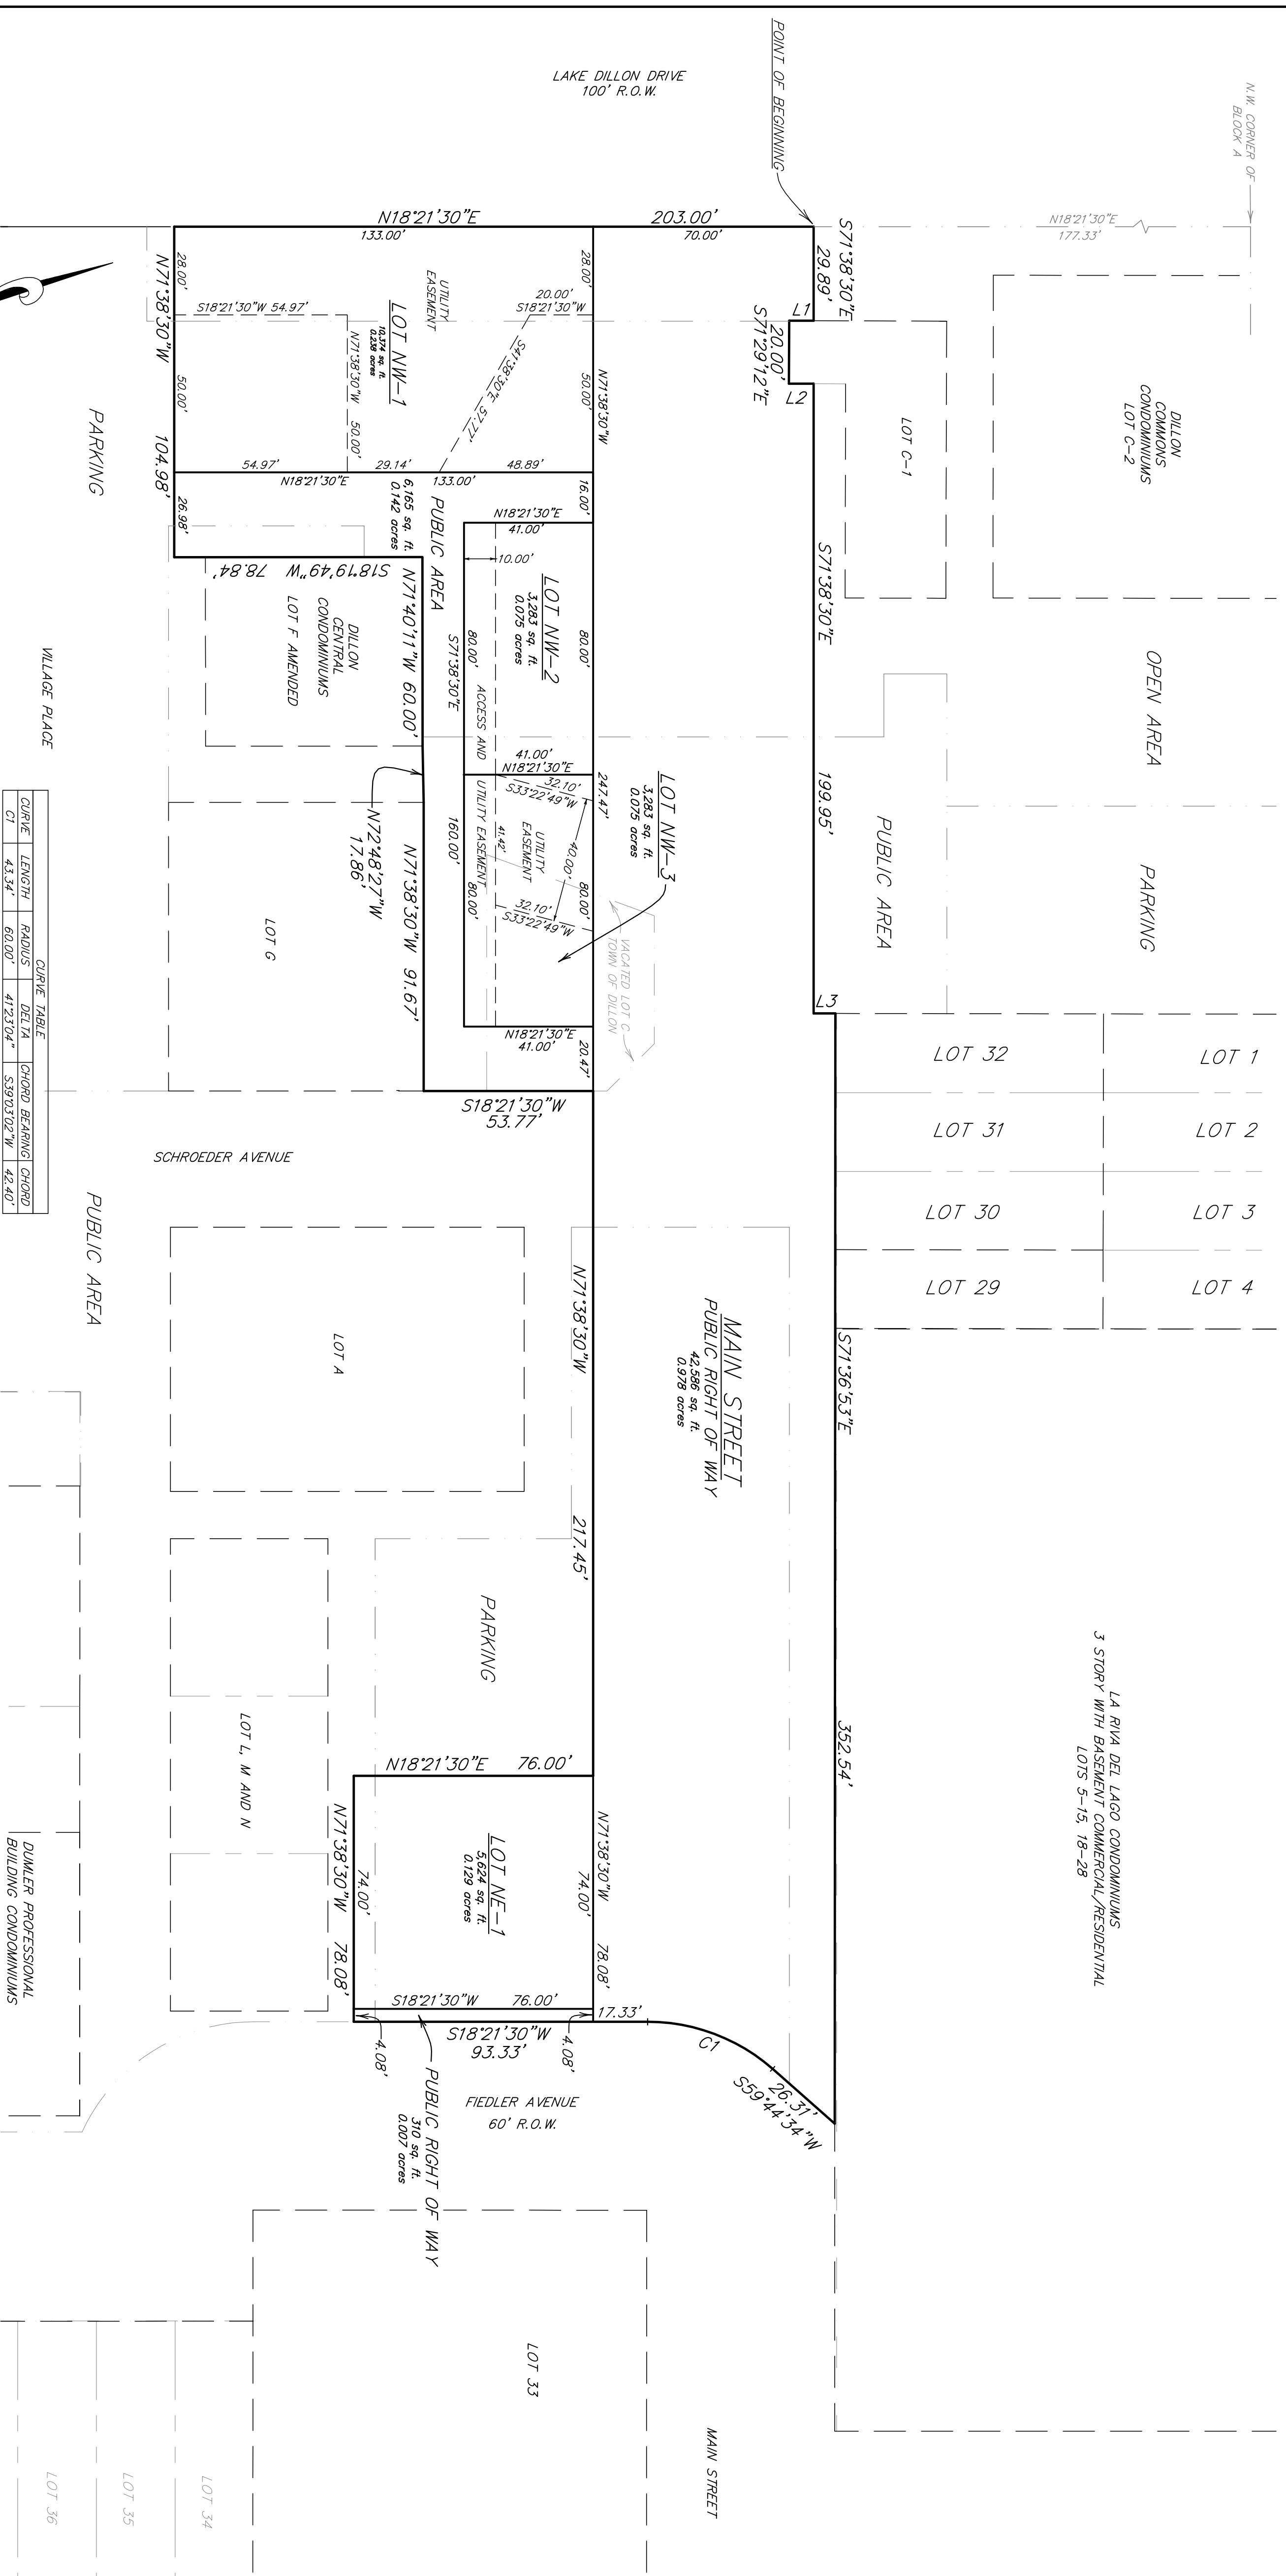 N.W. CORNER OF
BLOCK A
N18°21'30"E
177.33'
LAKE DILLON DRIVE
100' R.O.W.
POINT OF BEGINNING
S71°38'30"E
29.89'
L1
20.00'
S71°29'12"E
L2
DILLON
COMMONS
CONDOMINIUMS
LOT C-2
LOT C-1
OPEN AREA
PARKING
PUBLIC AREA
S71°38'30"E
199.95'
L3
LOT 1
LOT 2
LOT 3
LOT 4
LOT 32
LOT 31
LOT 30
LOT 29
S71°36'53"E
352.54'
LA RIVA DEL LAGO CONDOMINIUMS
3 STORY WITH BASEMENT COMMERCIAL/RESIDENTIAL
LOTS 5-15, 18-28
MAIN STREET
PUBLIC RIGHT OF WAY
42,586 sq. ft.
0.978 acres
N18°21'30"E
203.00'
133.00'
70.00'
28.00'
50.00'
N71°38'30"W
16.00'
80.00'
247.47'
80.00'
20.47'
UTILITY
EASEMENT
20.00'
S18°21'30"W
S41°38'30"E 57.77'
LOT NW-1
10,374 sq. ft.
0.238 acres
S18°21'30"W 54.97'
N71°38'30"W 50.00'
28.00'
50.00'
26.98'
N71°38'30"W
104.98'
54.97'
29.14'
48.89'
N18°21'30"E
133.00'
6,165 sq. ft.
0.142 acres
PUBLIC AREA
N18°21'30"E
41.00'
10.00'
LOT NW-2
3,283 sq. ft.
0.075 acres
80.00'
S71°38'30"E
160.00'
80.00'
ACCESS AND
UTILITY EASEMENT
41.00'
N18°21'30"E
32.10'
S33°22'49"W
40.00'
UTILITY
EASEMENT
41.42'
32.10'
S33°22'49"W
LOT NW-3
3,283 sq. ft.
0.075 acres
VACATED LOT C
TOWN OF DILLON
N18°21'30"E
41.00'
S18°21'30"W
53.77'
S18°19'49"W 78.84'
N71°40'11"W 60.00'
N72°48'27"W
17.86'
N71°38'30"W 91.67'
DILLON
CENTRAL
CONDOMINIUMS
LOT F AMENDED
LOT G
PARKING
VILLAGE PLACE
SCHROEDER AVENUE
PUBLIC AREA
LOT A
N71°38'30"W
217.45'
PARKING
LOT L, M AND N
N18°21'30"E 76.00'
N71°38'30"W 78.08'
74.00'
LOT NE-1
5,624 sq. ft.
0.129 acres
74.00'
N71°38'30"W 78.08'
S18°21'30"W 76.00'
17.33'
S18°21'30"W
93.33'
4.08'
4.08'
C1
26.31'
S59°44'34"W
PUBLIC RIGHT OF WAY
310 sq. ft.
0.007 acres
FIEDLER AVENUE
60' R.O.W.
DUMLER PROFESSIONAL
BUILDING CONDOMINIUMS
LOT 33
MAIN STREET
LOT 34
LOT 35
LOT 36
CURVE TABLE
CURVE LENGTH RADIUS DELTA CHORD BEARING CHORD
C1 43.34' 60.00' 41°23'04" S39°03'02"W 42.40'